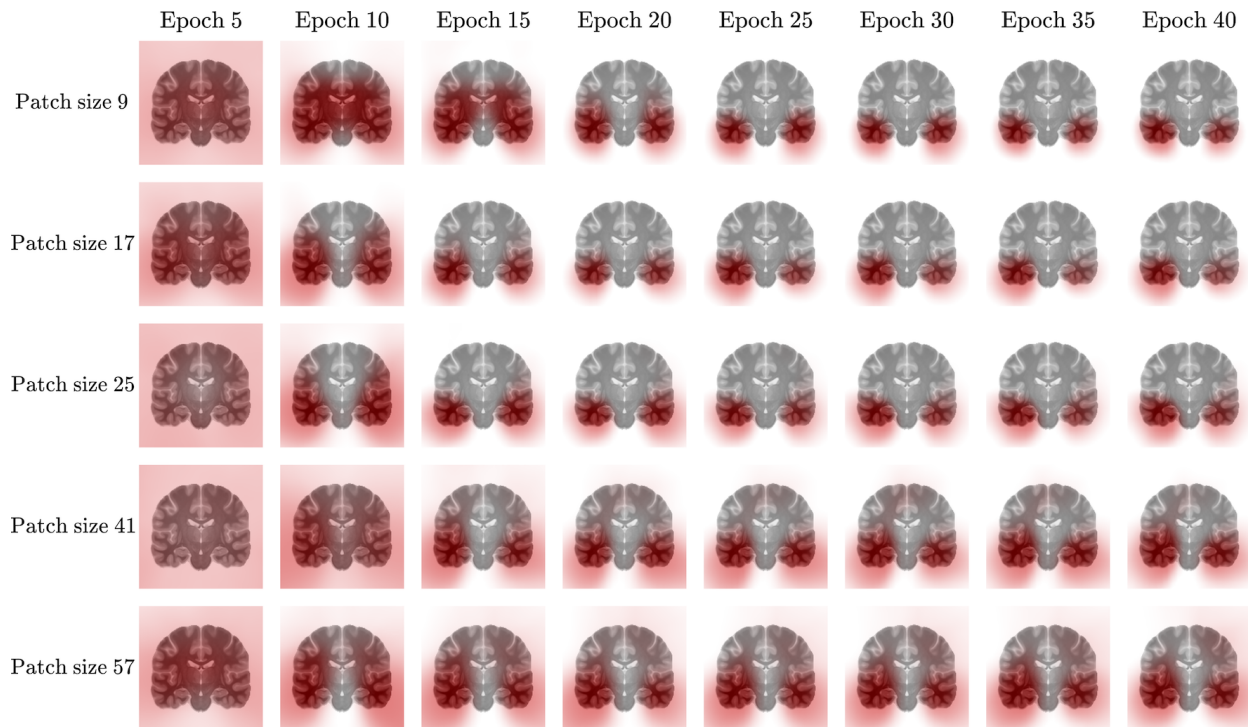 Epoch 5 Epoch 10 Epoch 15 Epoch 20 Epoch 25 Epoch 30 Epoch 35 Epoch 40
Patch size 9
Patch size 17
Patch size 25
Patch size 41
Patch size 57